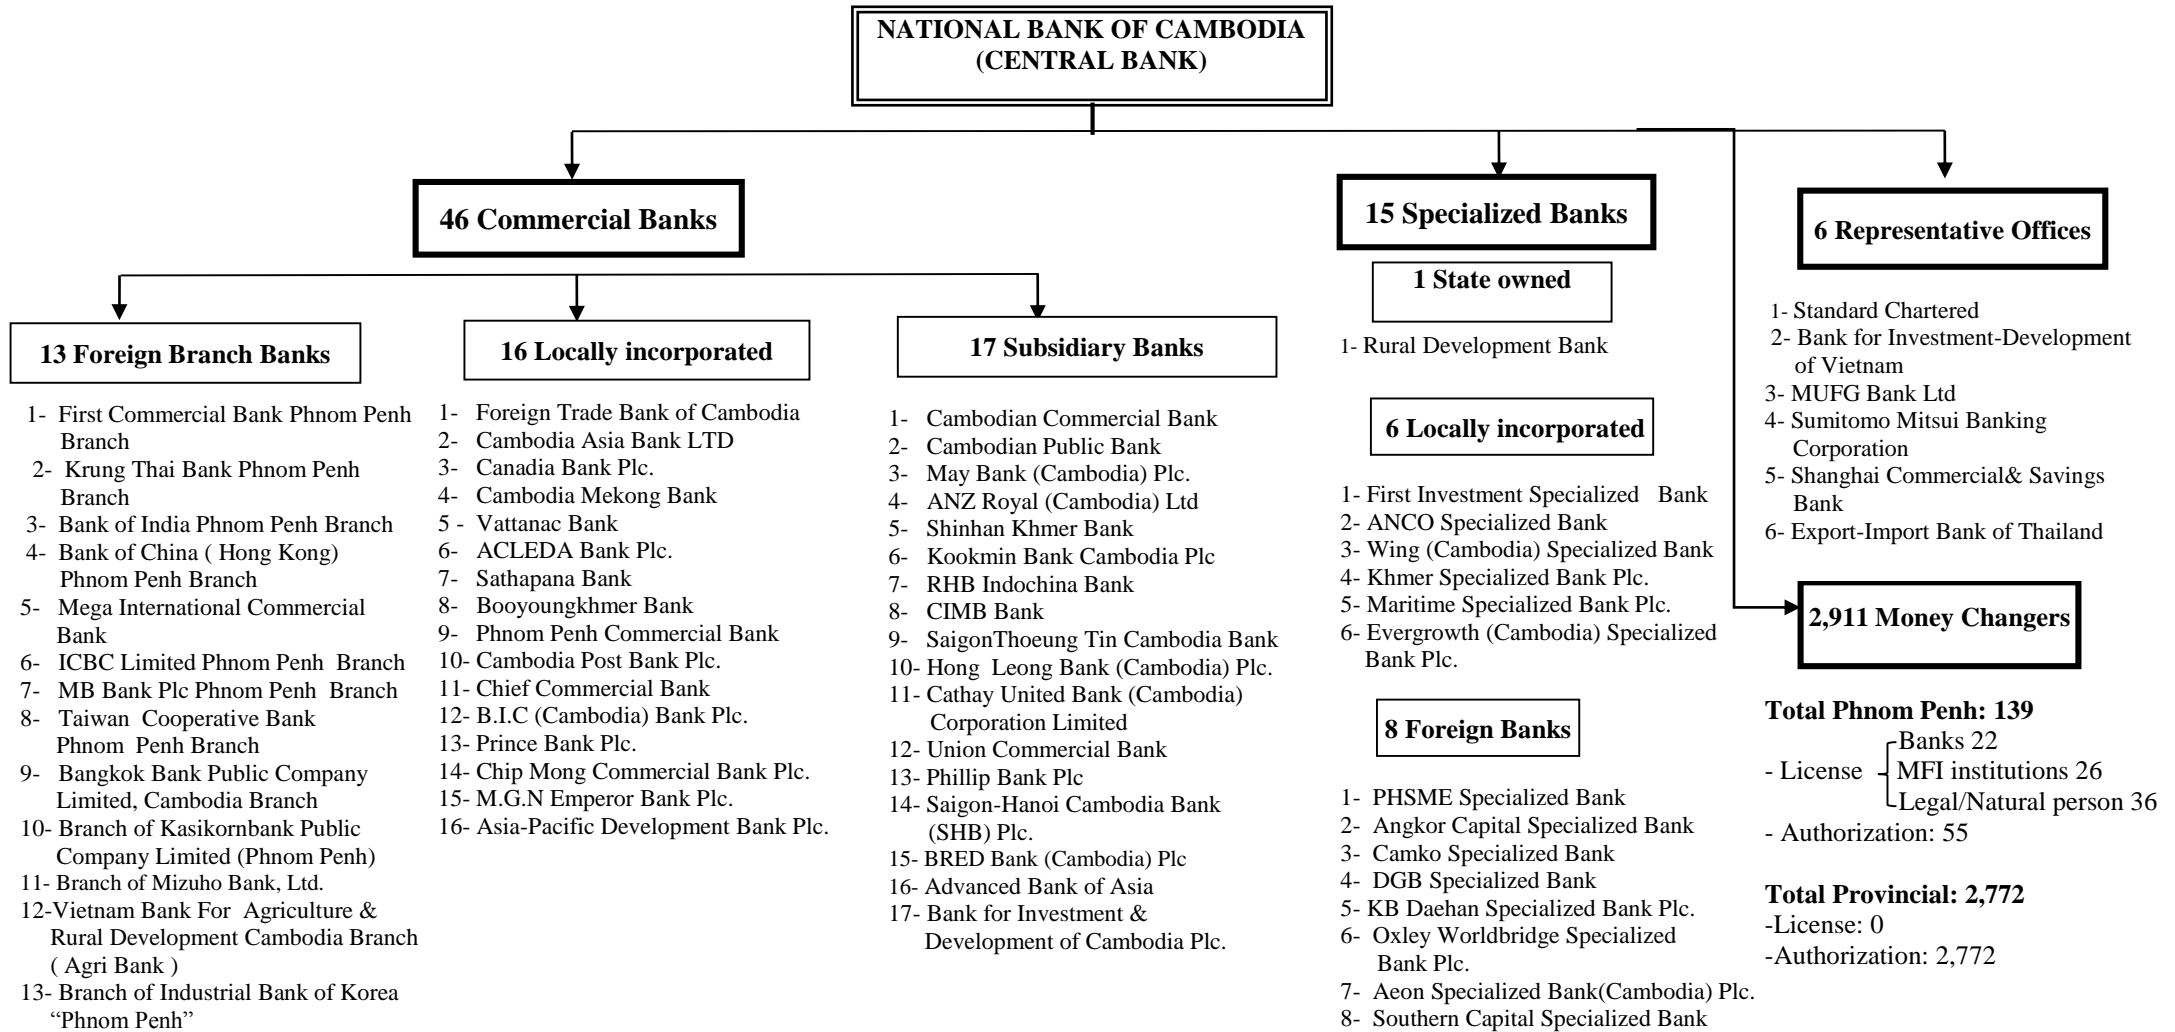 NATIONAL BANK OF CAMBODIA
(CENTRAL BANK)
46 Commercial Banks
13 Foreign Branch Banks
1- First Commercial Bank Phnom Penh
Branch
2- Krung Thai Bank Phnom Penh
Branch
3- Bank of India Phnom Penh Branch
4- Bank of China ( Hong Kong)
Phnom Penh Branch
5- Mega International Commercial
Bank
6- ICBC Limited Phnom Penh Branch
7- MB Bank Plc Phnom Penh Branch
8- Taiwan Cooperative Bank
Phnom Penh Branch
9- Bangkok Bank Public Company
Limited, Cambodia Branch
10- Branch of Kasikornbank Public
Company Limited (Phnom Penh)
11- Branch of Mizuho Bank, Ltd.
12-Vietnam Bank For Agriculture &
Rural Development Cambodia Branch
( Agri Bank )
13- Branch of Industrial Bank of Korea
“Phnom Penh”
16 Locally incorporated
1- Foreign Trade Bank of Cambodia
2- Cambodia Asia Bank LTD
3- Canadia Bank Plc.
4- Cambodia Mekong Bank
5 - Vattanac Bank
6- ACLEDA Bank Plc.
7- Sathapana Bank
8- Booyoungkhmer Bank
9- Phnom Penh Commercial Bank
10- Cambodia Post Bank Plc.
11- Chief Commercial Bank
12- B.I.C (Cambodia) Bank Plc.
13- Prince Bank Plc.
14- Chip Mong Commercial Bank Plc.
15- M.G.N Emperor Bank Plc.
16- Asia-Pacific Development Bank Plc.
17 Subsidiary Banks
1- Cambodian Commercial Bank
2- Cambodian Public Bank
3- May Bank (Cambodia) Plc.
4- ANZ Royal (Cambodia) Ltd
5- Shinhan Khmer Bank
6- Kookmin Bank Cambodia Plc
7- RHB Indochina Bank
8- CIMB Bank
9- SaigonThoeung Tin Cambodia Bank
10- Hong Leong Bank (Cambodia) Plc.
11- Cathay United Bank (Cambodia)
Corporation Limited
12- Union Commercial Bank
13- Phillip Bank Plc
14- Saigon-Hanoi Cambodia Bank
(SHB) Plc.
15- BRED Bank (Cambodia) Plc
16- Advanced Bank of Asia
17- Bank for Investment &
Development of Cambodia Plc.
15 Specialized Banks
1 State owned
1- Rural Development Bank
6 Locally incorporated
1- First Investment Specialized Bank
2- ANCO Specialized Bank
3- Wing (Cambodia) Specialized Bank
4- Khmer Specialized Bank Plc.
5- Maritime Specialized Bank Plc.
6- Evergrowth (Cambodia) Specialized
Bank Plc.
8 Foreign Banks
1- PHSME Specialized Bank
2- Angkor Capital Specialized Bank
3- Camko Specialized Bank
4- DGB Specialized Bank
5- KB Daehan Specialized Bank Plc.
6- Oxley Worldbridge Specialized
Bank Plc.
7- Aeon Specialized Bank(Cambodia) Plc.
8- Southern Capital Specialized Bank
6 Representative Offices
1- Standard Chartered
2- Bank for Investment-Development
of Vietnam
3- MUFG Bank Ltd
4- Sumitomo Mitsui Banking
Corporation
5- Shanghai Commercial& Savings
Bank
6- Export-Import Bank of Thailand
2,911 Money Changers
Total Phnom Penh: 139
Banks 22
- License MFI institutions 26
Legal/Natural person 36
- Authorization: 55
Total Provincial: 2,772
-License: 0
-Authorization: 2,772